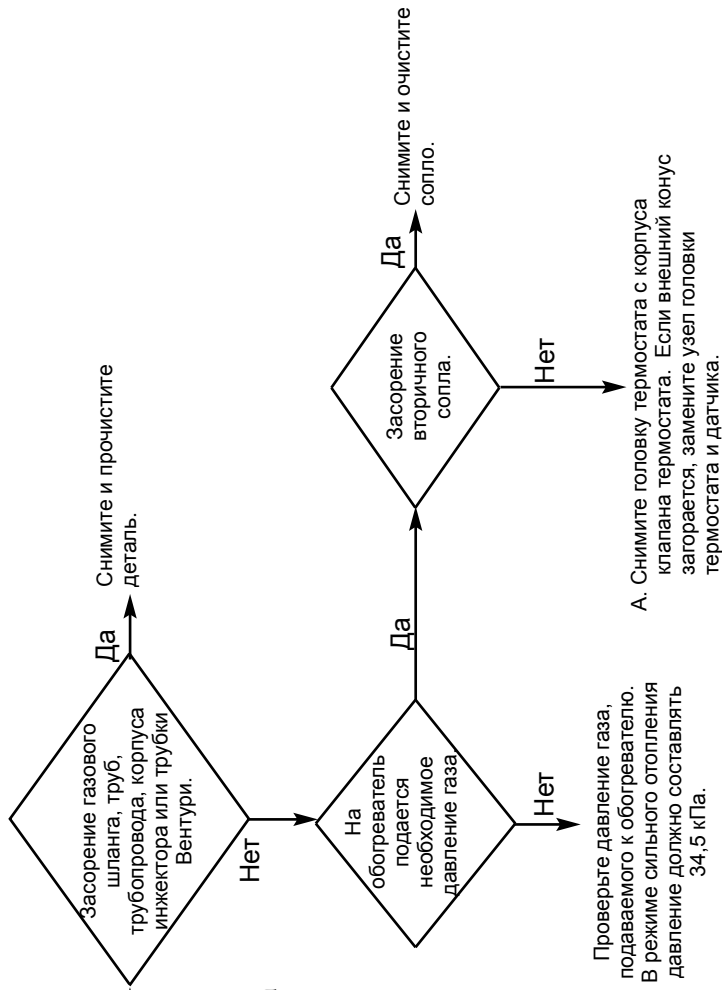 Засорение газового
шланга, труб,
трубопровода, корпуса
инжектора или трубки
Вентури.
Да
Снимите и прочистите
деталь.
Нет
На
обогреватель
подается
необходимое
давление газа
Да
Засорение
вторичного
сопла.
Да
Снимите и очистите
сопло.
Нет
Проверьте давление газа,
подаваемого к обогревателю.
В режиме сильного отопления
давление должно составлять
34,5 кПа.
Нет
А. Снимите головку термостата с корпуса
клапана термостата. Если внешний конус
загорается, замените узел головки
термостата и датчика.